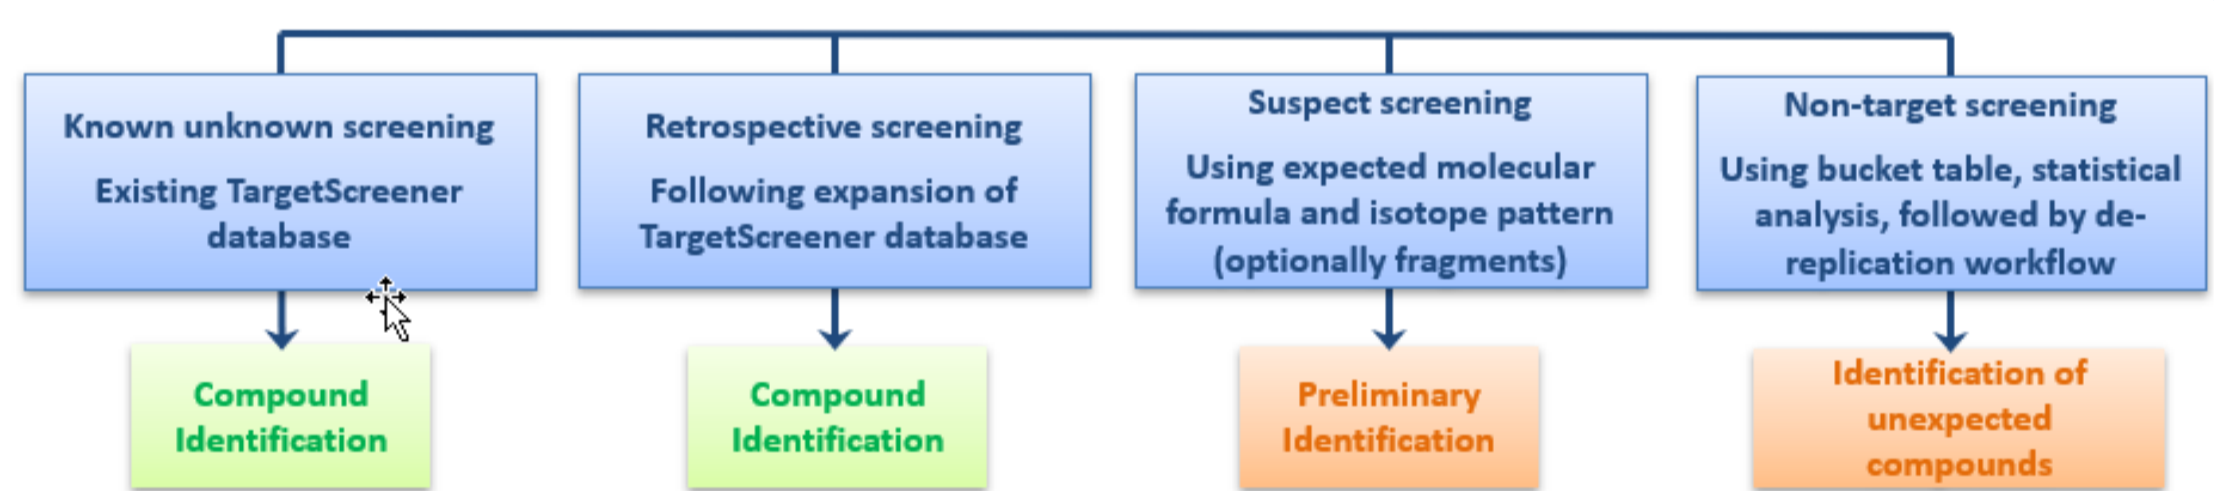 Known unknown screening
Existing TargetScreener
database
Retrospective screening
Following expansion of
TargetScreener database
Suspect screening
Using expected molecular
formula and isotope pattern
(optionally fragments)
Non-target screening
Using bucket table, statistical
analysis, followed by de-
replication workflow
Compound
Identification
Compound
Identification
Preliminary
Identification
Identification of
unexpected
compounds